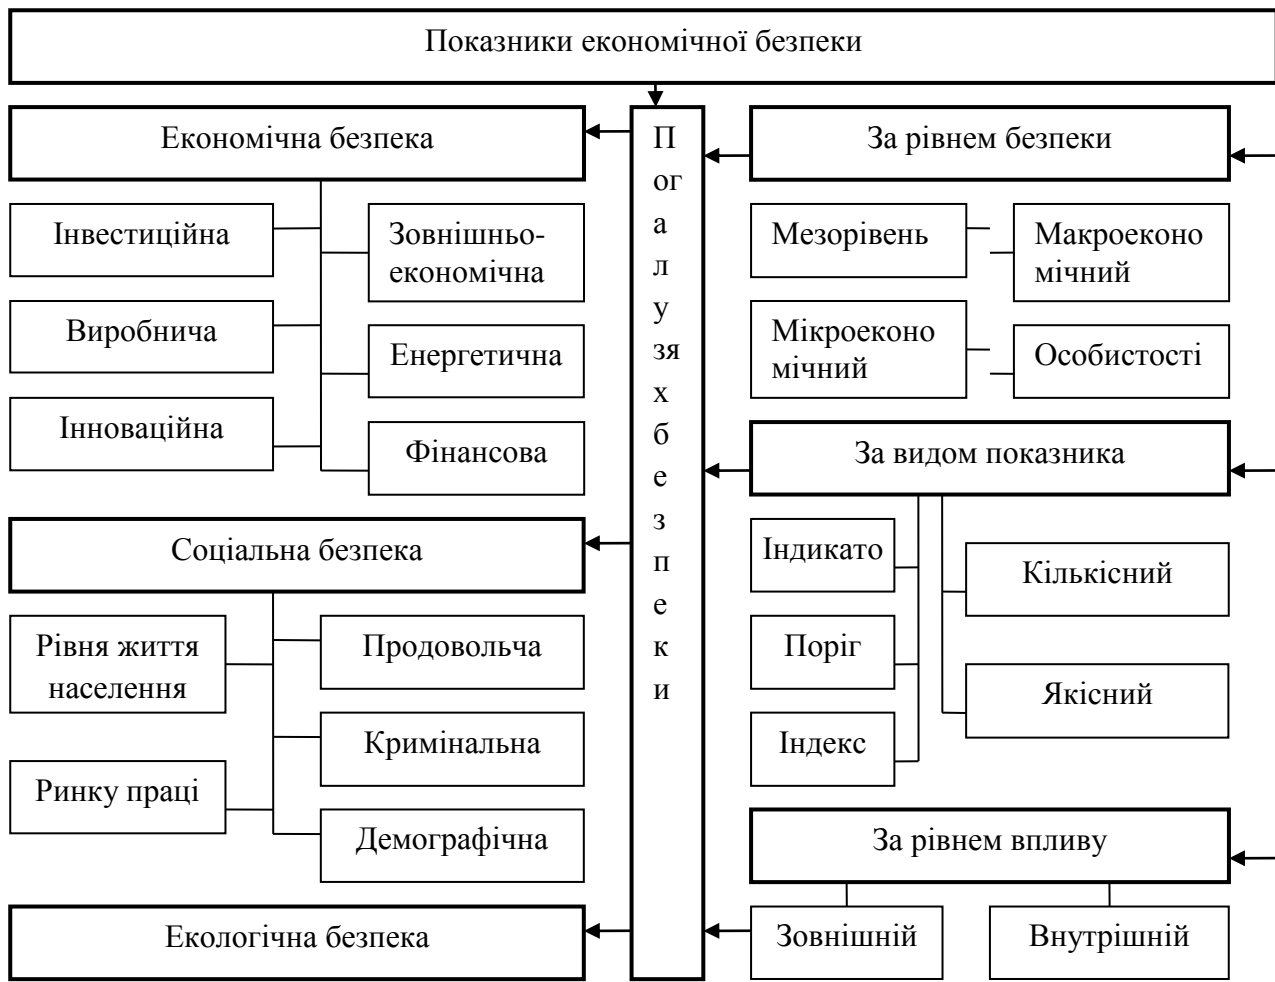 Показники економічної безпеки
Економічна безпека
Інвестиційна
Зовнішньо-
економічна
Виробнича
Енергетична
Інноваційна
Фінансова
Соціальна безпека
Рівня життя
населення
Продовольча
Кримінальна
Ринку праці
Демографічна
Екологічна безпека
П
ог
а
л
у
зя
х
б
е
з
п
е
к
и
За рівнем безпеки
Мезорівень
Макроеконо
мічний
Мікроеконо
мічний
Особистості
За видом показника
Індикато
Кількісний
Поріг
Якісний
Індекс
За рівнем впливу
Зовнішній
Внутрішній